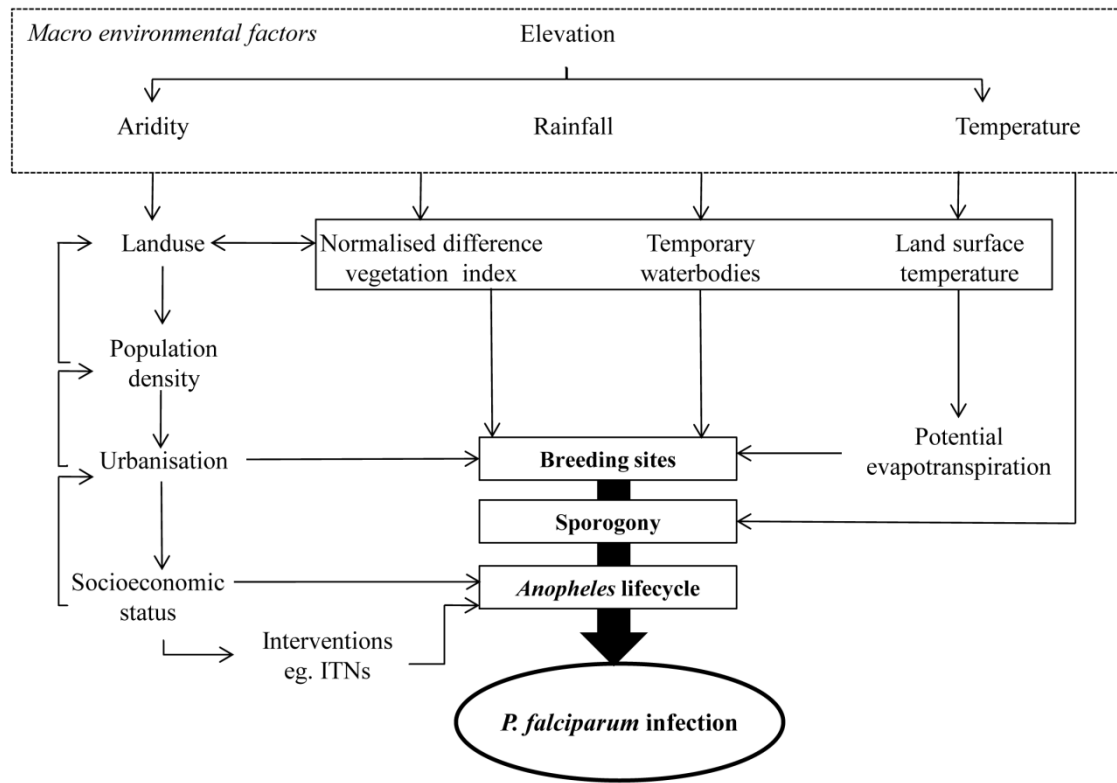 Macro environmental factors
Elevation
Aridity
Rainfall
Temperature
Landuse
Normalised difference
vegetation index
Temporary
waterbodies
Land surface
temperature
Population
density
Urbanisation
Breeding sites
Potential
evapotranspiration
Sporogony
Socioeconomic
status
Anopheles lifecycle
Interventions
eg. ITNs
P. falciparum infection